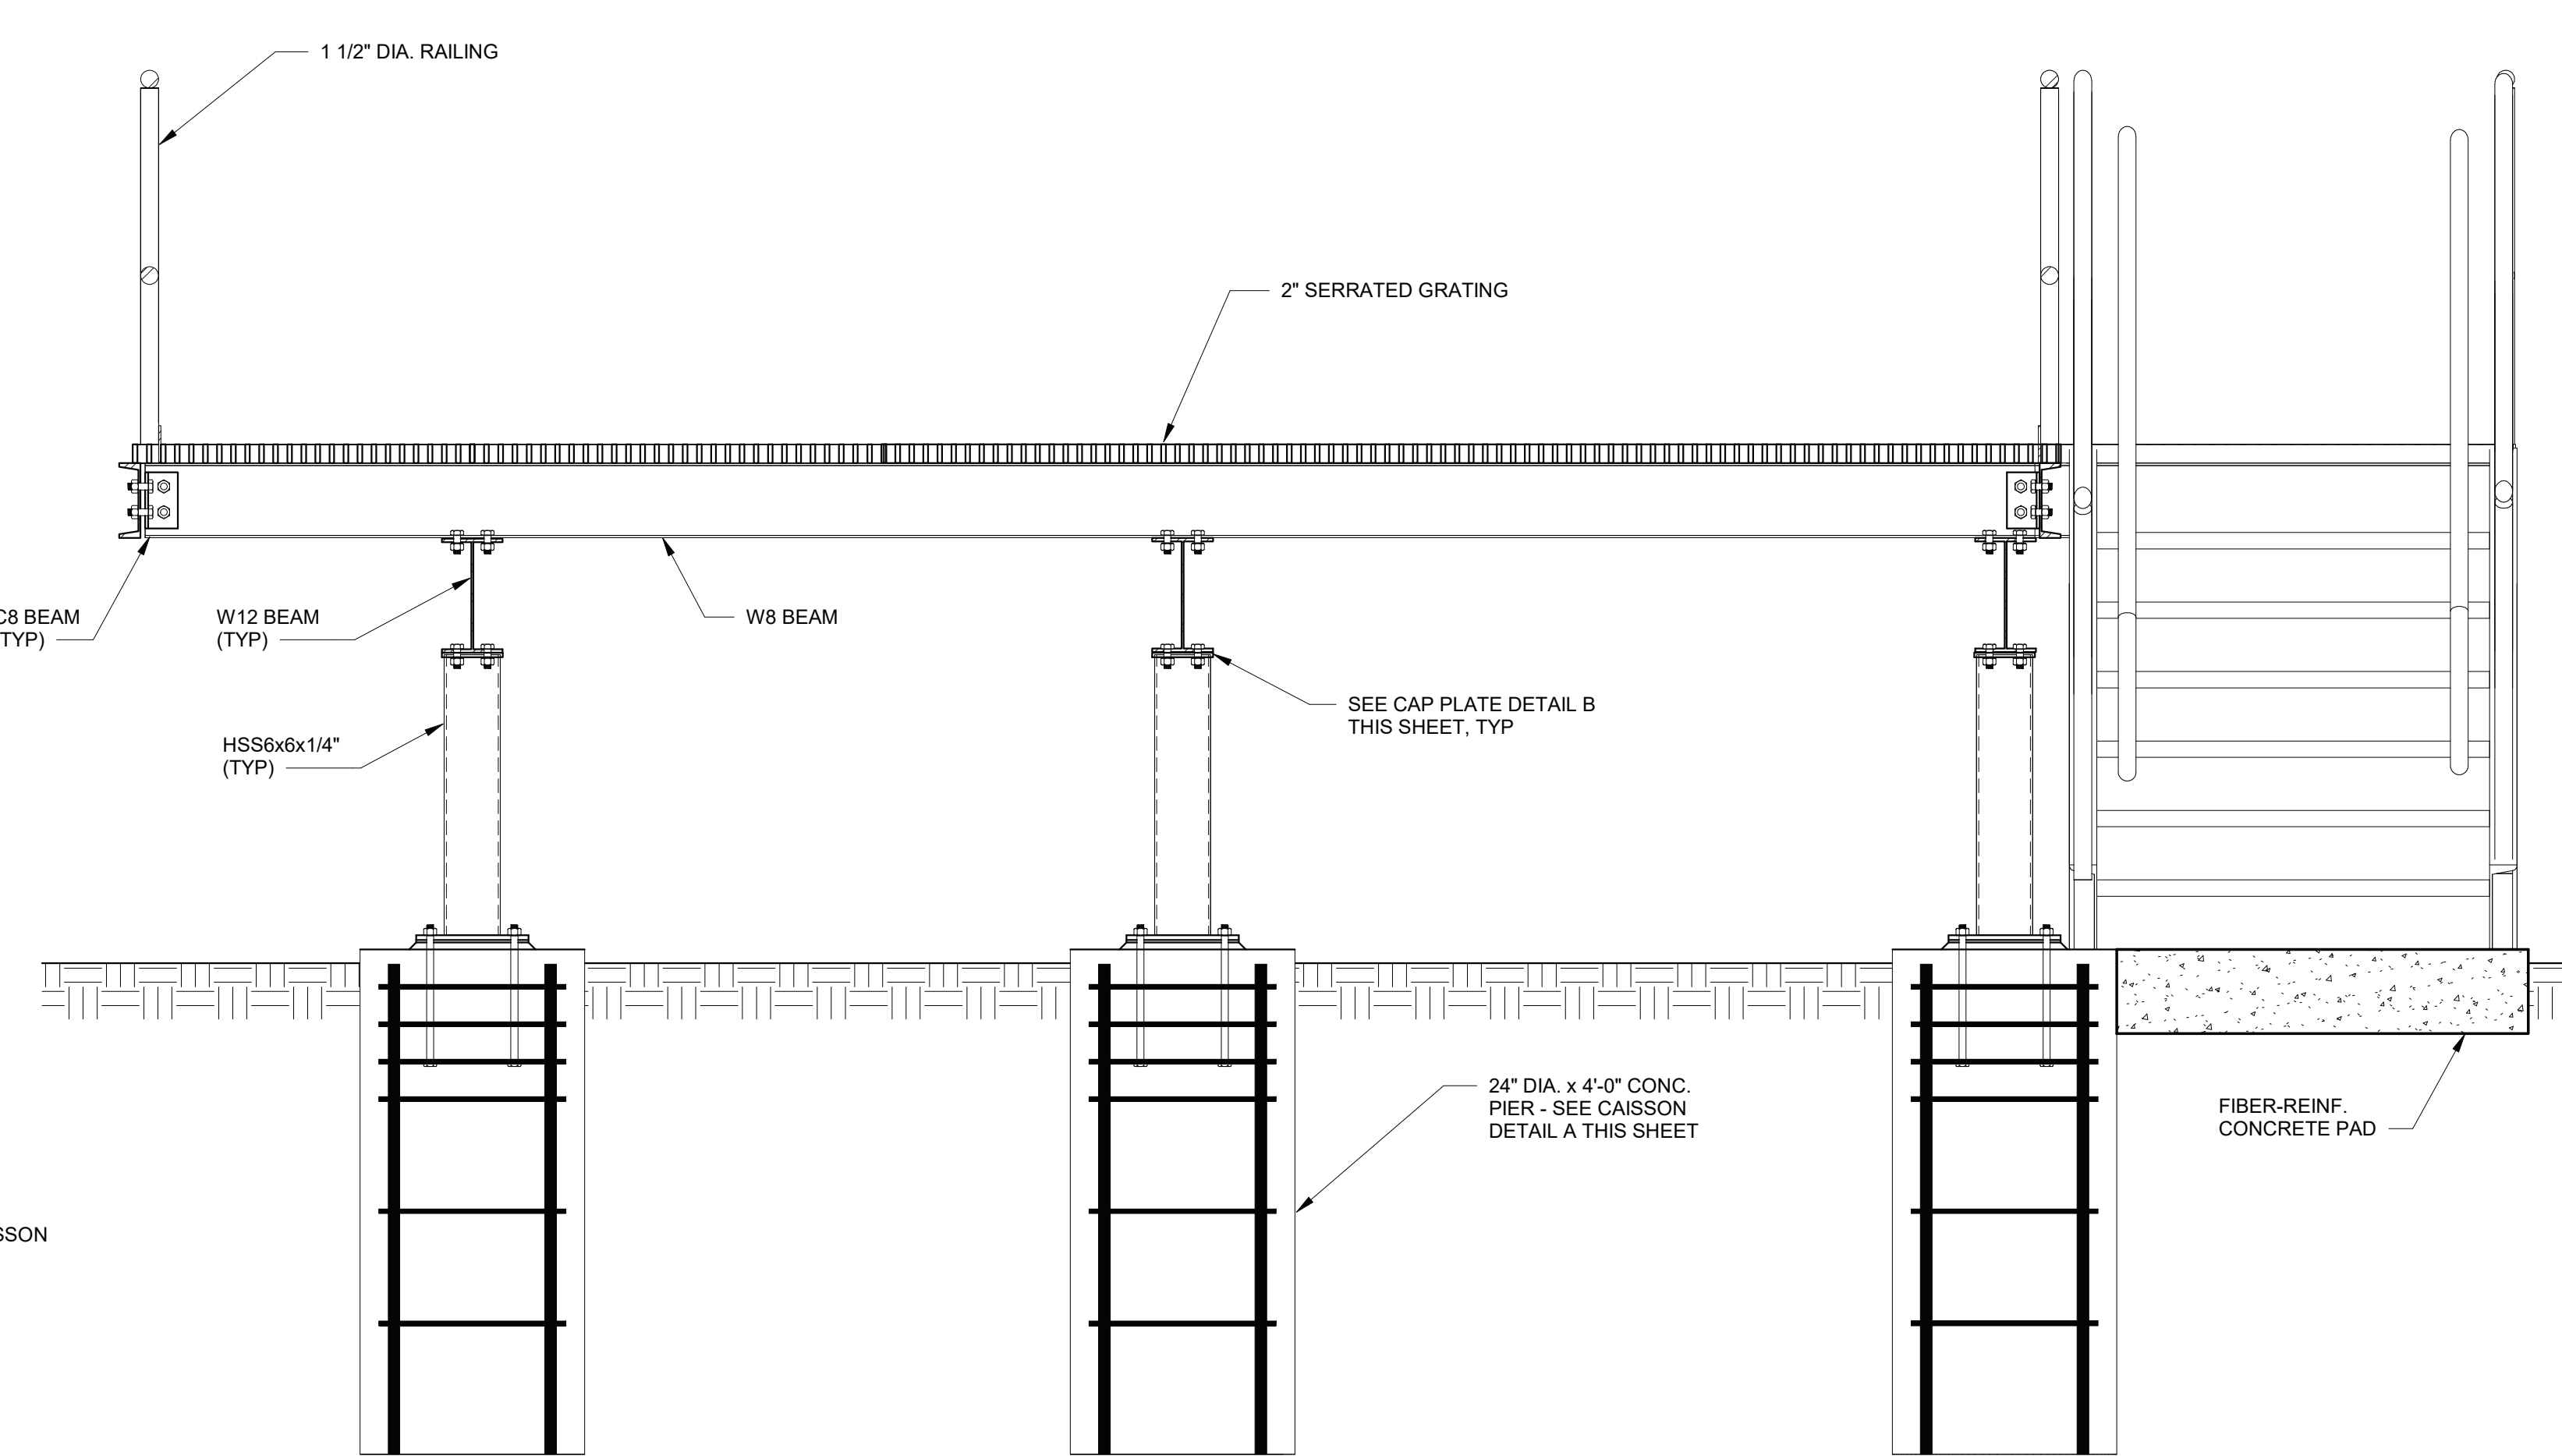 1 1/2" DIA. RAILING
2" SERRATED GRATING
C8 BEAM
(TYP)
W12 BEAM
(TYP)
W8 BEAM
SEE CAP PLATE DETAIL B
THIS SHEET, TYP
HSS6x6x1/4"
(TYP)
24" DIA. x 4'-0" CONC.
PIER - SEE CAISSON
DETAIL A THIS SHEET
FIBER-REINF.
CONCRETE PAD
SSON